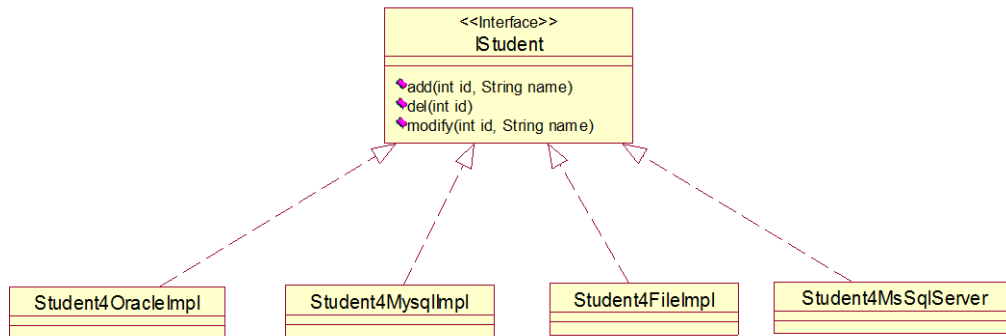 <<Interface>>
IStudent
add(int id, String name)
del(int id)
modify(int id, String name)
Student4OracleImpl
Student4MysqlImpl
Student4FileImpl
Student4MsSqlServer